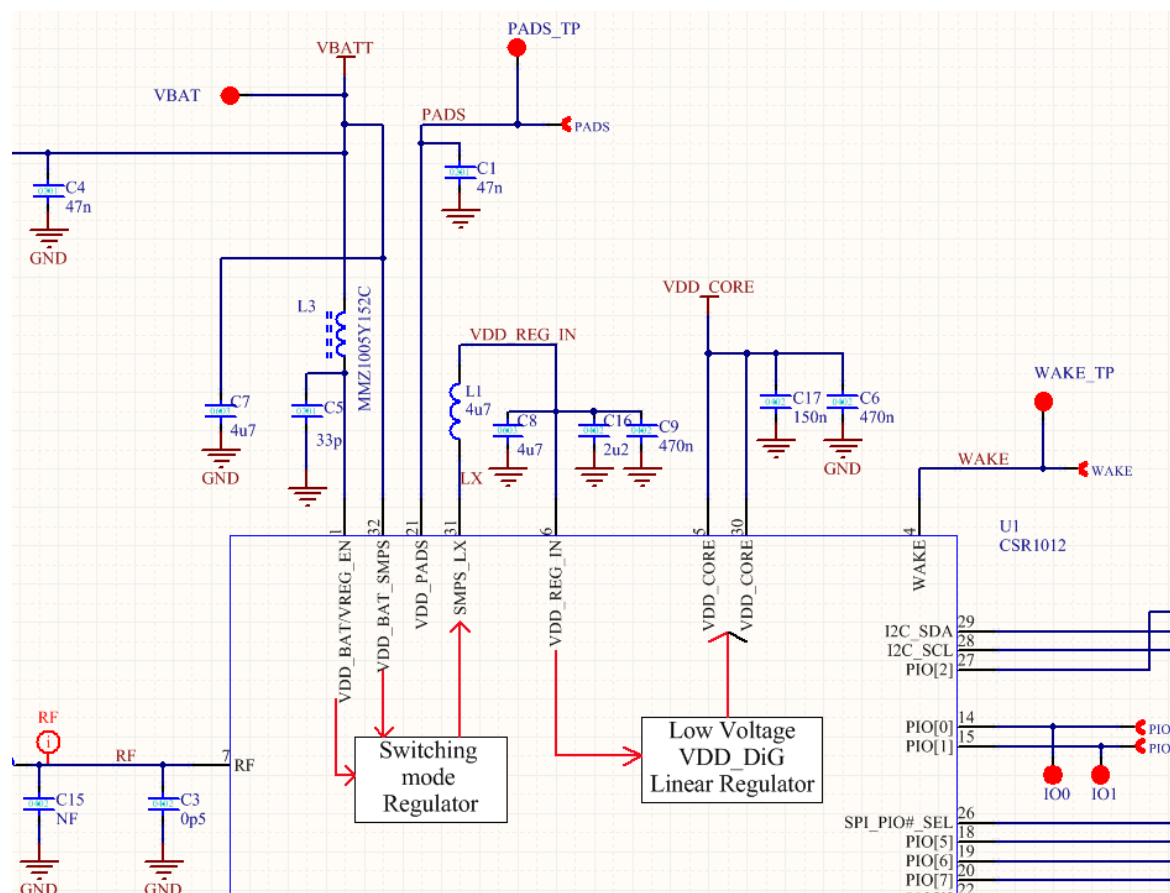 PADS_TP
VBATT
VBAT
PADS
PADS
C1
47n
C4
47n
GND
L3
MMZ1005Y152C
VDD_CORE
VDD_REG_IN
L1
4u7
C7
4u7
GND
C5
33p
C8
4u7
C16
2u2
C9
470n
C17
150n
C6
470n
GND
WAKE_TP
WAKE
WAKE
LX
1
32
21
31
6
5
30
4
U1
CSR1012
VDD_BAT/VREG_EN
VDD_BAT_SMPS
VDD_PADS
SMPS_LX
VDD_REG_IN
VDD_CORE
VDD_CORE
WAKE
I2C_SDA 29
I2C_SCL 28
PIO[2] 27
PIO[0] 14
PIO
PIO[1] 15
PIO
IO0
IO1
RF
i
RF
7
RF
C15
NF
C3
0p5
GND
GND
Switching
mode
Regulator
Low Voltage
VDD_DiG
Linear Regulator
SPI_PIO#_SEL 26
PIO[5] 18
PIO[6] 19
PIO[7] 20
22